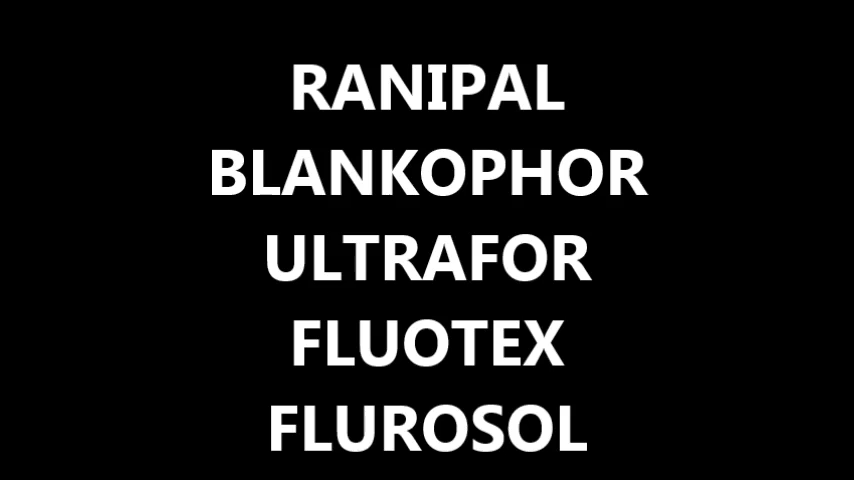 RANIPAL
BLANKOPHOR
ULTRAFOR
FLUOTEX
FLUROSOL